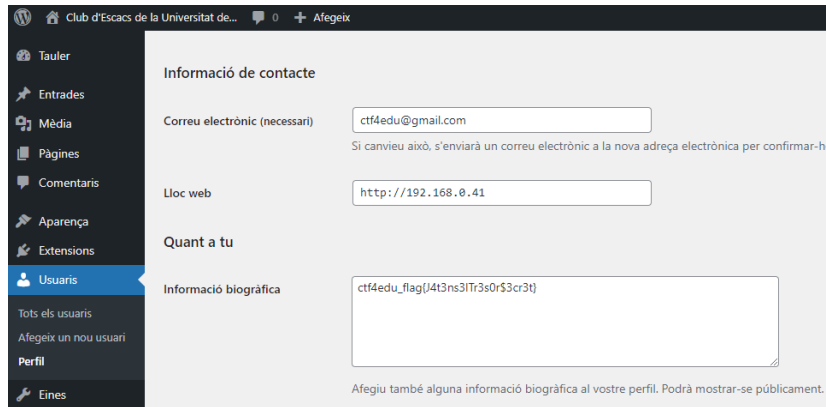 Club d'Escacs de la Universitat de... 0 + Afegeix
Tauler
Entrades
Mèdia
Pàgines
Comentaris
Aparença
Extensions
Usuaris
Tots els usuaris
Afegeix un nou usuari
Perfil
Eines
Informació de contacte
Correu electrònic (necessari)
ctf4edu@gmail.com
Si canvieu això, s'enviarà un correu electrònic a la nova adreça electrònica per confirmar-h
Lloc web
http://192.168.0.41
Quant a tu
Informació biogràfica
ctf4edu_flag{J4t3ns3lTr3s0r$3cr3t}
Afegiu també alguna informació biogràfica al vostre perfil. Podrà mostrar-se públicament.